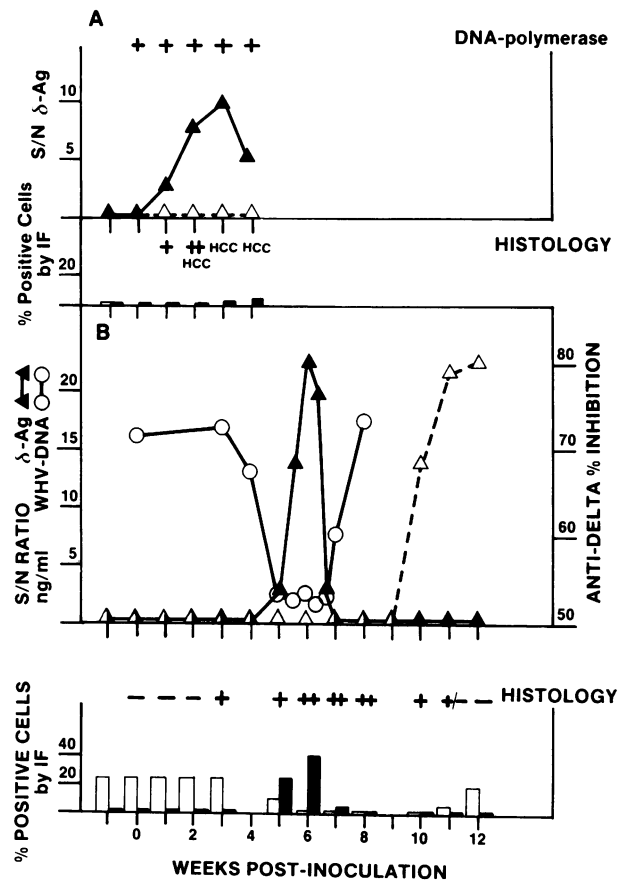 A
+ + + + +
DNA-polymerase
S/N δ-Ag
10
5
+ ++ HCC HCC
HCC
HISTOLOGY
% Positive Cells
by IF
20
B
S/N RATIO δ-Ag
ng/ml WHV-DNA
20
15
10
5
80
70
60
50
ANTI-DELTA % INHIBITION
− − − + + ++ ++ ++ + +/− −
HISTOLOGY
% POSITIVE CELLS
by IF
40
20
0 2 4 6 8 10 12
WEEKS POST-INOCULATION